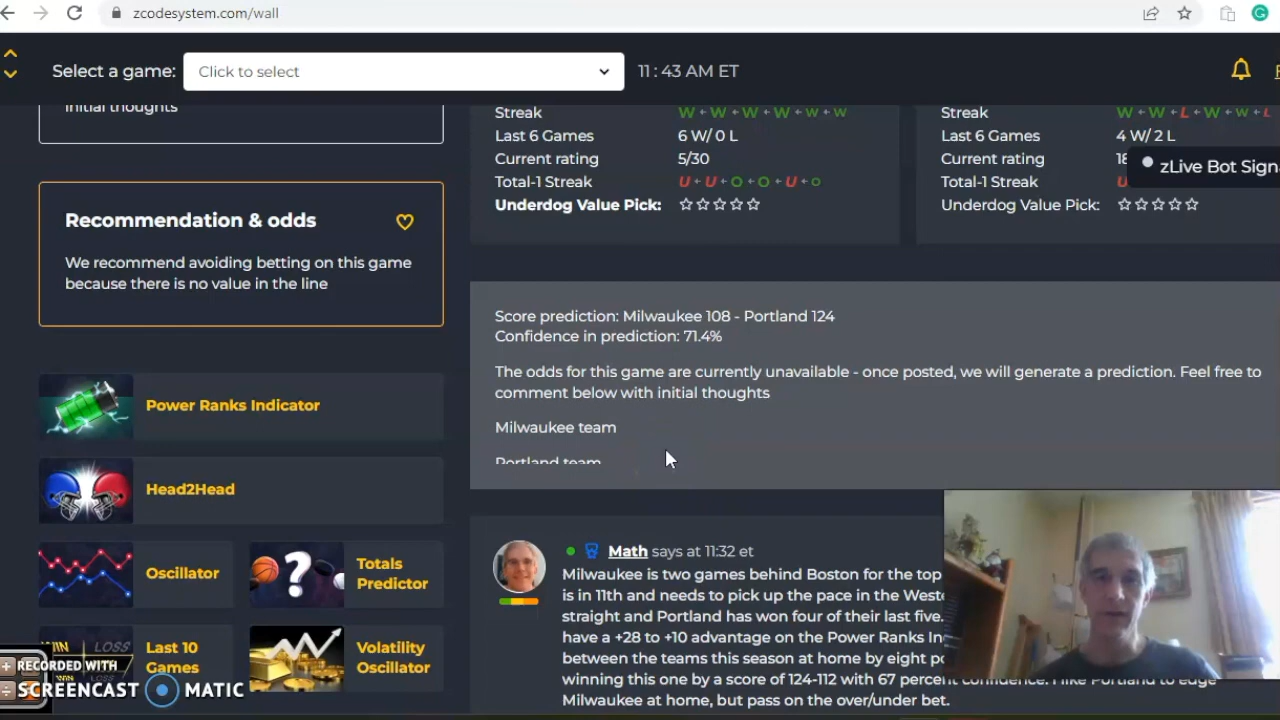 zcodesystem.com/wall
Select a game:
Click to select
11:43 AM ET
initial thoughts
Recommendation & odds
We recommend avoiding betting on this game
because there is no value in the line
Power Ranks Indicator
Head2Head
Oscillator
Totals
Predictor
WIN LOSS
Last 10
Games
Volatility
Oscillator
RECORDED WITH
SCREENCAST MATIC
Streak W W W W W W
Last 6 Games 6 W/ 0 L
Current rating 5/30
Total-1 Streak U U O O U O
Underdog Value Pick: ☆☆☆☆☆
Streak W W L W W L
Last 6 Games 4 W/ 2 L
Current rating 18
Total-1 Streak U
Underdog Value Pick: ☆☆☆☆☆
zLive Bot Sign
Score prediction: Milwaukee 108 - Portland 124
Confidence in prediction: 71.4%
The odds for this game are currently unavailable - once posted, we will generate a prediction. Feel free to
comment below with initial thoughts
Milwaukee team
Portland team
Math says at 11:32 et
Milwaukee is two games behind Boston for the top
is in 11th and needs to pick up the pace in the
straight and Portland has won four of their last five.
have a +28 to +10 advantage on the Power Ranks
between the teams this season at home by eight
winning this one by a score of 124-112 with 67 percent confidence. I like Portland to edge
Milwaukee at home, but pass on the over/under bet.